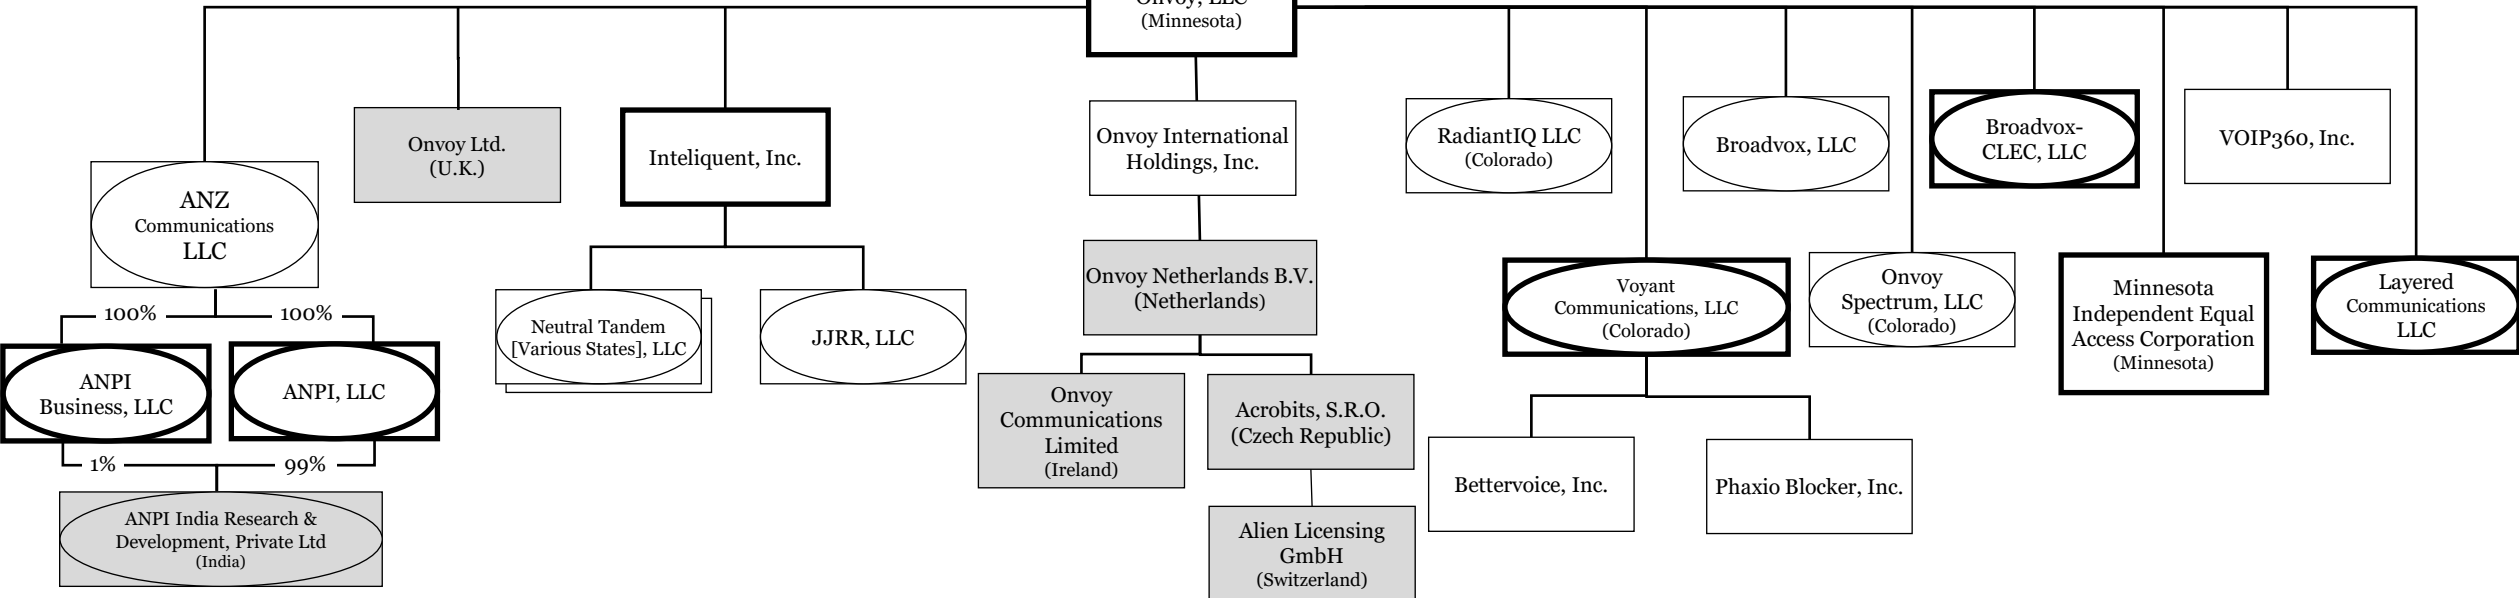 Onvoy, LLC
(Minnesota)
ANZ
Communications
LLC
Onvoy Ltd.
(U.K.)
Inteliquent, Inc.
Onvoy International
Holdings, Inc.
RadiantIQ LLC
(Colorado)
Broadvox, LLC
Broadvox-
CLEC, LLC
VOIP360, Inc.
100%
100%
ANPI
Business, LLC
ANPI, LLC
1%
99%
ANPI India Research &
Development, Private Ltd
(India)
Neutral Tandem
[Various States], LLC
JJRR, LLC
Onvoy Netherlands B.V.
(Netherlands)
Onvoy
Communications
Limited
(Ireland)
Acrobits, S.R.O.
(Czech Republic)
Alien Licensing
GmbH
(Switzerland)
Voyant
Communications, LLC
(Colorado)
Bettervoice, Inc.
Phaxio Blocker, Inc.
Onvoy
Spectrum, LLC
(Colorado)
Minnesota
Independent Equal
Access Corporation
(Minnesota)
Layered
Communications
LLC